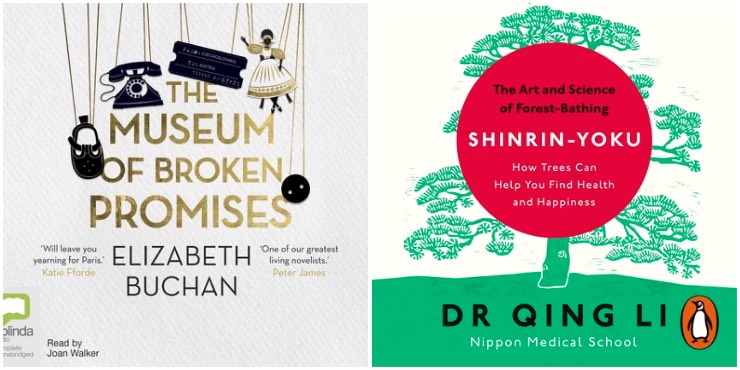 THE
MUSEUM
OF BROKEN
PROMISES
'Will leave you
yearning for Paris.'
Katie Fforde
ELIZABETH
BUCHAN
'One of our greatest
living novelists.'
Peter James
Read by
Joan Walker
The Art and Science
of Forest-Bathing
SHINRIN-YOKU
How Trees Can
Help You Find Health
and Happiness
DR QING LI
Nippon Medical School